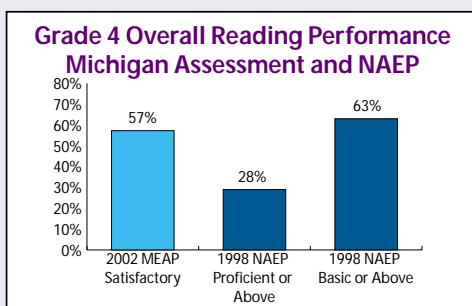 Grade 4 Overall Reading Performance
Michigan Assessment and NAEP
80%
70%
60%
50%
40%
30%
20%
10%
0%
57%
28%
63%
2002 MEAP
Satisfactory
1998 NAEP
Proficient or
Above
1998 NAEP
Basic or Above